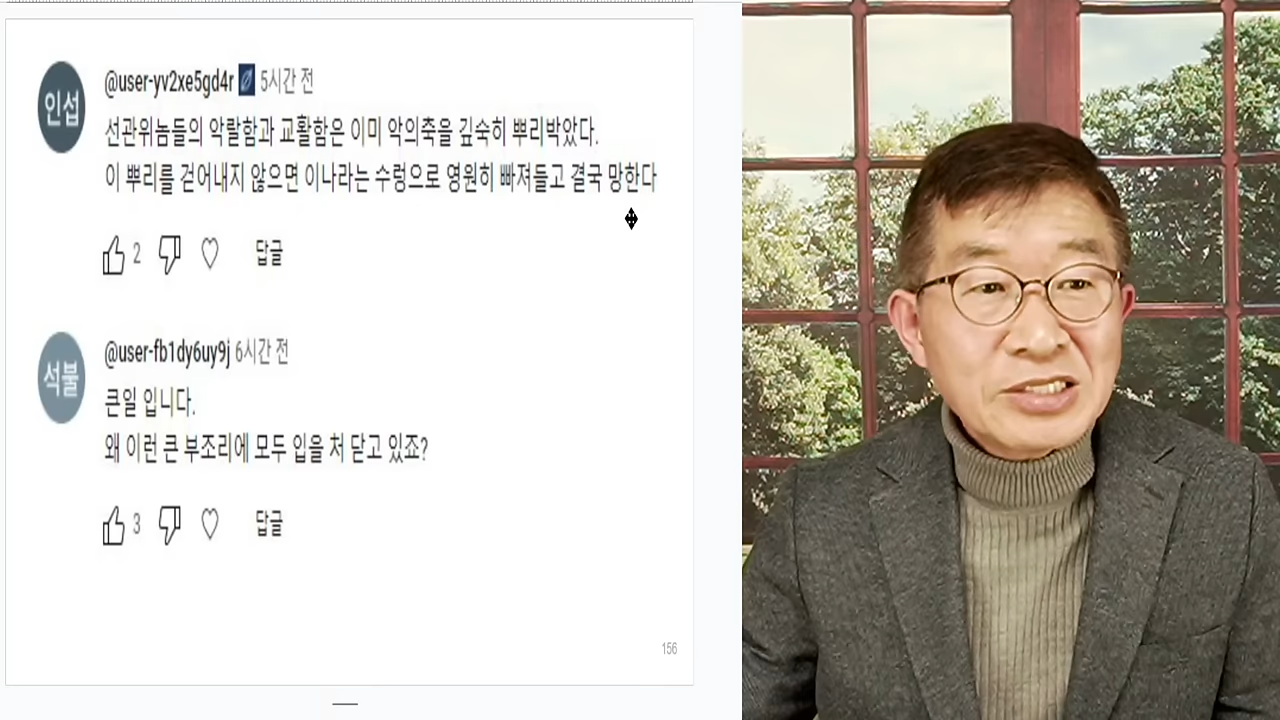 인섭
@user-yv2xe5gd4r 5시간 전
선관위놈들의 악랄함과 교활함은 이미 악의축을 깊숙히 뿌리박았다.
이 뿌리를 걷어내지 않으면 이나라는 수렁으로 영원히 빠져들고 결국 망한다
2 답글
석불
@user-fb1dy6uy9j 6시간 전
큰일 입니다.
왜 이런 큰 부조리에 모두 입을 처 닫고 있죠?
3 답글
156